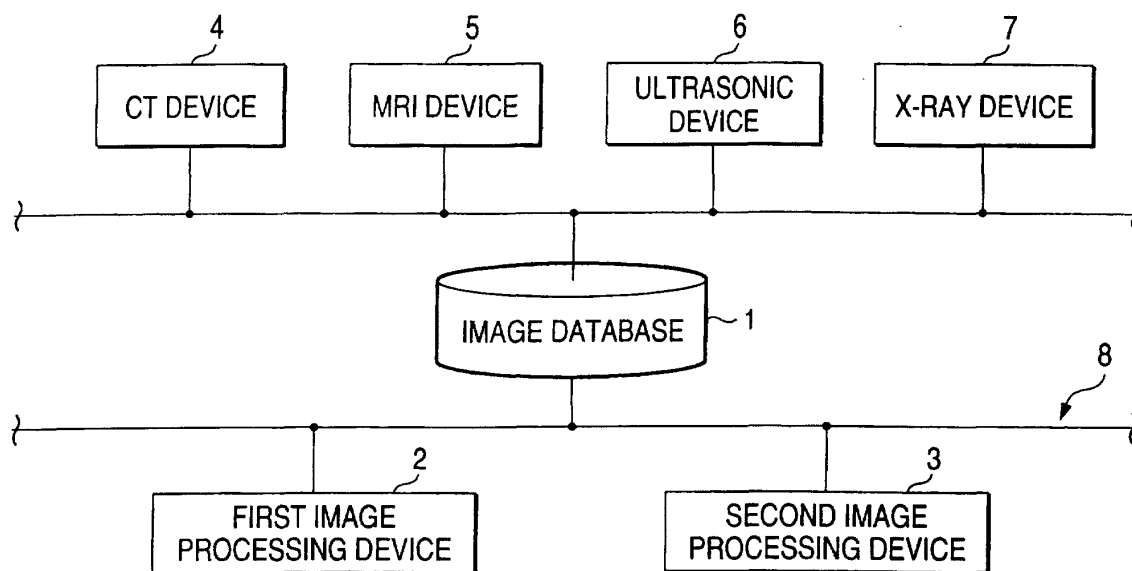 4
5
6
7
CT DEVICE
MRI DEVICE
ULTRASONIC
DEVICE
X-RAY DEVICE
IMAGE DATABASE
1
8
2
3
FIRST IMAGE
PROCESSING DEVICE
SECOND IMAGE
PROCESSING DEVICE